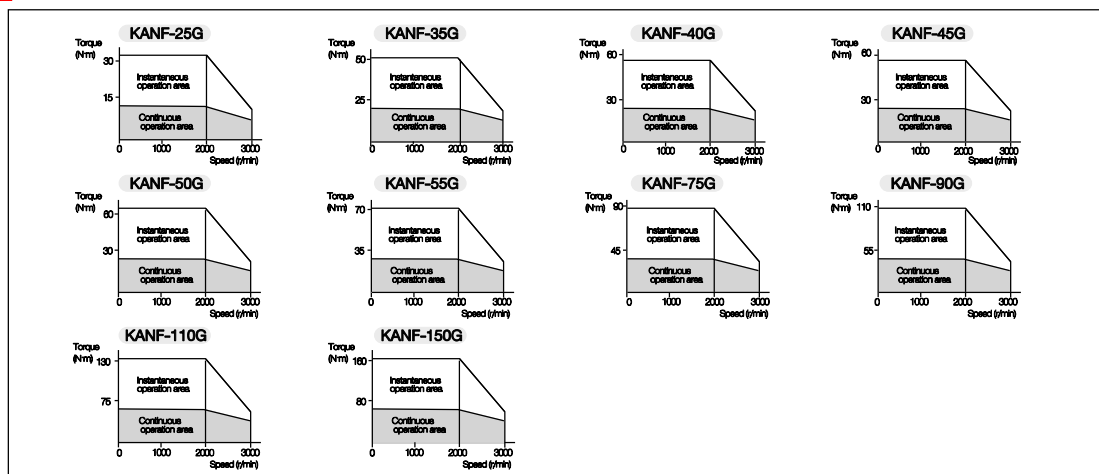 KANF-25G
Torque
(N·m)
30
15
Instantaneous
operation area
Continuous
operation area
0 1000 2000 3000
Speed (r/min)
KANF-35G
Torque
(N·m)
50
25
Instantaneous
operation area
Continuous
operation area
0 1000 2000 3000
Speed (r/min)
KANF-40G
Torque
(N·m)
60
30
Instantaneous
operation area
Continuous
operation area
0 1000 2000 3000
Speed (r/min)
KANF-45G
Torque
(N·m)
60
30
Instantaneous
operation area
Continuous
operation area
0 1000 2000 3000
Speed (r/min)
KANF-50G
Torque
(N·m)
60
30
Instantaneous
operation area
Continuous
operation area
0 1000 2000 3000
Speed (r/min)
KANF-55G
Torque
(N·m)
70
35
Instantaneous
operation area
Continuous
operation area
0 1000 2000 3000
Speed (r/min)
KANF-75G
Torque
(N·m)
90
45
Instantaneous
operation area
Continuous
operation area
0 1000 2000 3000
Speed (r/min)
KANF-90G
Torque
(N·m)
110
55
Instantaneous
operation area
Continuous
operation area
0 1000 2000 3000
Speed (r/min)
KANF-110G
Torque
(N·m)
130
75
Instantaneous
operation area
Continuous
operation area
0 1000 2000 3000
Speed (r/min)
KANF-150G
Torque
(N·m)
160
80
Instantaneous
operation area
Continuous
operation area
0 1000 2000 3000
Speed (r/min)